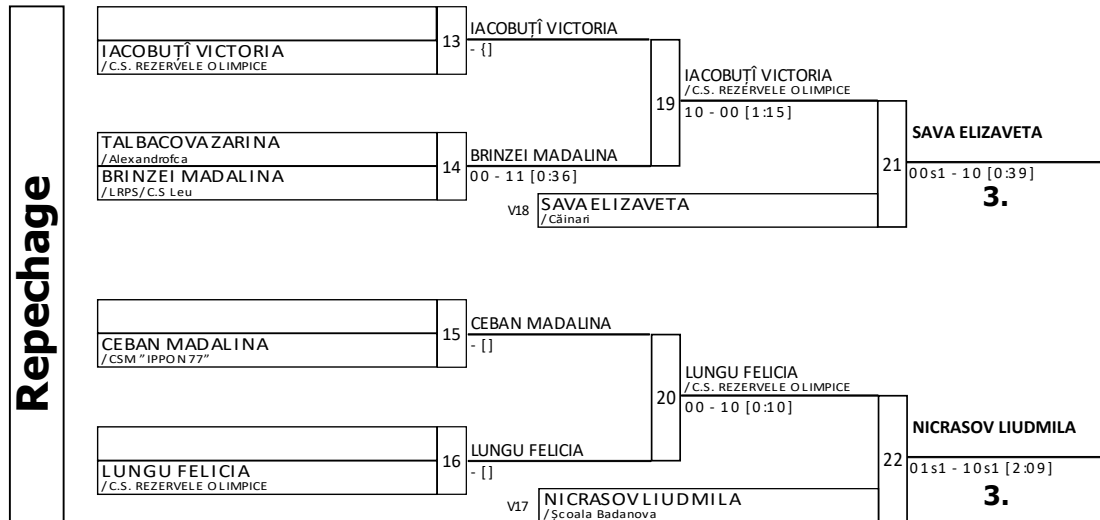 Repechage
13
IACOBUȚÎ VICTORIA
IACOBUȚÎ VICTORIA
/C.S. REZERVELE OLIMPICE
- {]
19
IACOBUȚÎ VICTORIA
/C.S. REZERVELE OLIMPICE
10 - 00 [1:15]
TALBACOVA ZARINA
/Alexandrofca
14
BRINZEI MADALINA
BRINZEI MADALINA
/LRPS/C.S Leu
00 - 11 [0:36]
21
SAVA ELIZAVETA
00s1 - 10 [0:39]
3.
V18
SAVA ELIZAVETA
/Căinari
15
CEBAN MADALINA
CEBAN MADALINA
/CSM "IPPON 77"
- []
20
LUNGU FELICIA
/C.S. REZERVELE OLIMPICE
00 - 10 [0:10]
16
LUNGU FELICIA
LUNGU FELICIA
/C.S. REZERVELE OLIMPICE
- []
22
NICRASOV LIUDMILA
01s1 - 10s1 [2:09]
3.
V17
NICRASOV LIUDMILA
/Școala Badanova